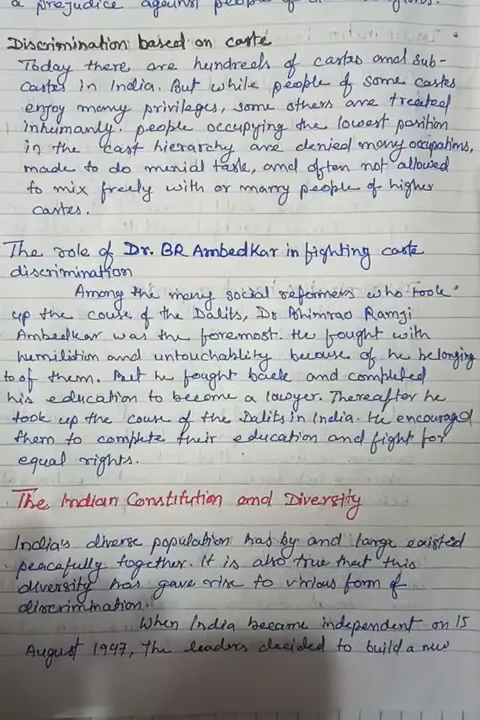 a prejudice against people of
Discrimination based on caste
Today there are hundreds of castes and sub-
castes in India. But while people of some castes
enjoy many privileges, some others are treated
inhumanly. people occupying the lowest position
in the cast hierarchy are denied many occupations,
made to do menial task, and often not allowed
to mix freely with or marry people of higher
castes.
The role of Dr. BR Ambedkar in fighting caste
discrimination
Among the many social reformers who took
up the couse of the Dalits, Dr Bhimrao Ramji
Ambedkar was the foremost. He fought with
humilition and untouchablity because of he belonging
to of them. But he fought back and completed
his education to become a lawyer. Thereafter he
took up the couse of the Dalits in India. He encouraged
them to complete their education and fight for
equal rights.
The Indian Constitution and Diversity
India's diverse population has by and large existed
peacefully together. It is also true that this
diversity has gave rise to virious form of
discrimination.
When India became independent on 15
August 1947, the leaders decided to build a new